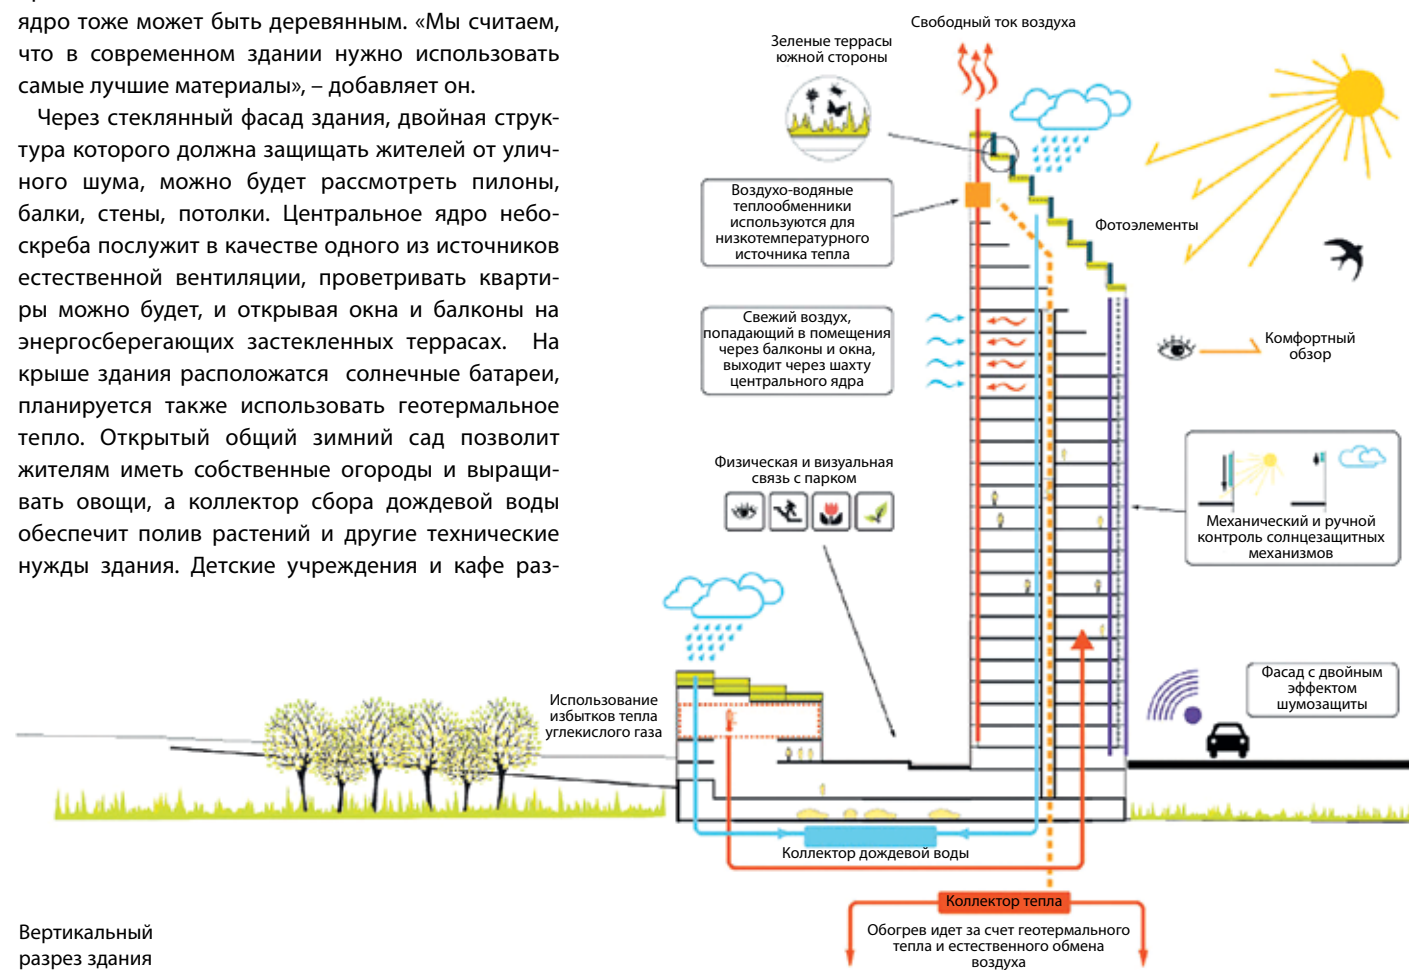 ядро тоже может быть деревянным. «Мы считаем,
что в современном здании нужно использовать
самые лучшие материалы», – добавляет он.
Через стеклянный фасад здания, двойная струк-
тура которого должна защищать жителей от улич-
ного шума, можно будет рассмотреть пилоны,
балки, стены, потолки. Центральное ядро небо-
скреба послужит в качестве одного из источников
естественной вентиляции, проветривать кварти-
ры можно будет, и открывая окна и балконы на
энергосберегающих застекленных террасах. На
крыше здания расположатся солнечные батареи,
планируется также использовать геотермальное
тепло. Открытый общий зимний сад позволит
жителям иметь собственные огороды и выращи-
вать овощи, а коллектор сбора дождевой воды
обеспечит полив растений и другие технические
нужды здания. Детские учреждения и кафе раз-
Свободный ток воздуха
Зеленые террасы
южной стороны
Воздухо-водяные
теплообменники
используются для
низкотемпературного
источника тепла
Фотоэлементы
Свежий воздух,
попадающий в помещения
через балконы и окна,
выходит через шахту
центрального ядра
Комфортный
обзор
Физическая и визуальная
связь с парком
Механический и ручной
контроль солнцезащитных
механизмов
Использование
избытков тепла
углекислого газа
Фасад с двойным
эффектом
шумозащиты
Коллектор дождевой воды
Коллектор тепла
Обогрев идет за счет геотермального
тепла и естественного обмена
воздуха
Вертикальный
разрез здания